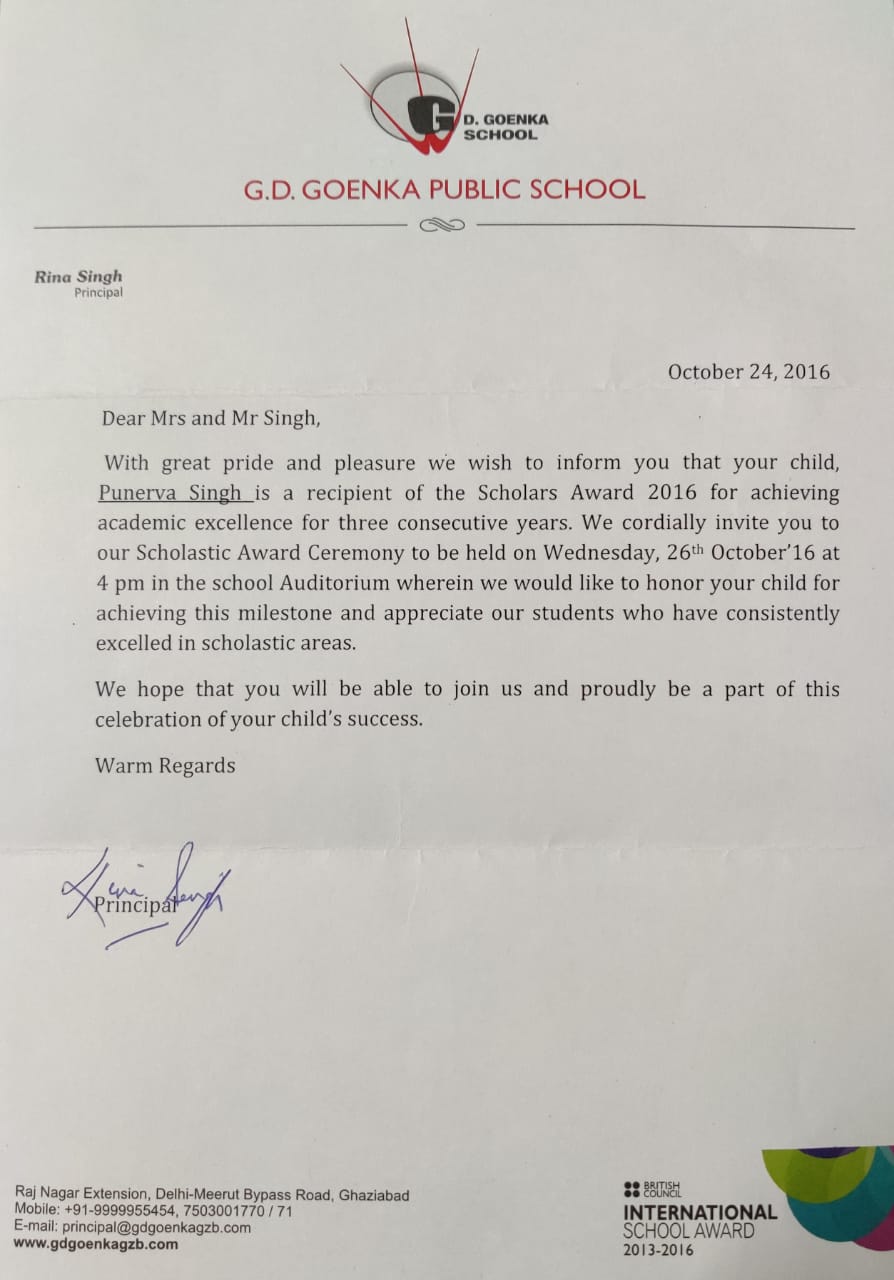 G D. GOENKA
SCHOOL
G.D. GOENKA PUBLIC SCHOOL
Rina Singh
Principal
October 24, 2016
Dear Mrs and Mr Singh,
With great pride and pleasure we wish to inform you that your child,
Punerva Singh is a recipient of the Scholars Award 2016 for achieving
academic excellence for three consecutive years. We cordially invite you to
our Scholastic Award Ceremony to be held on Wednesday, 26th October'16 at
4 pm in the school Auditorium wherein we would like to honor your child for
achieving this milestone and appreciate our students who have consistently
excelled in scholastic areas.
We hope that you will be able to join us and proudly be a part of this
celebration of your child's success.
Warm Regards
Rina Singh
Principal
Raj Nagar Extension, Delhi-Meerut Bypass Road, Ghaziabad
Mobile: +91-9999955454, 7503001770 / 71
E-mail: principal@gdgoenkagzb.com
www.gdgoenkagzb.com
BRITISH
COUNCIL
INTERNATIONAL
SCHOOL AWARD
2013-2016